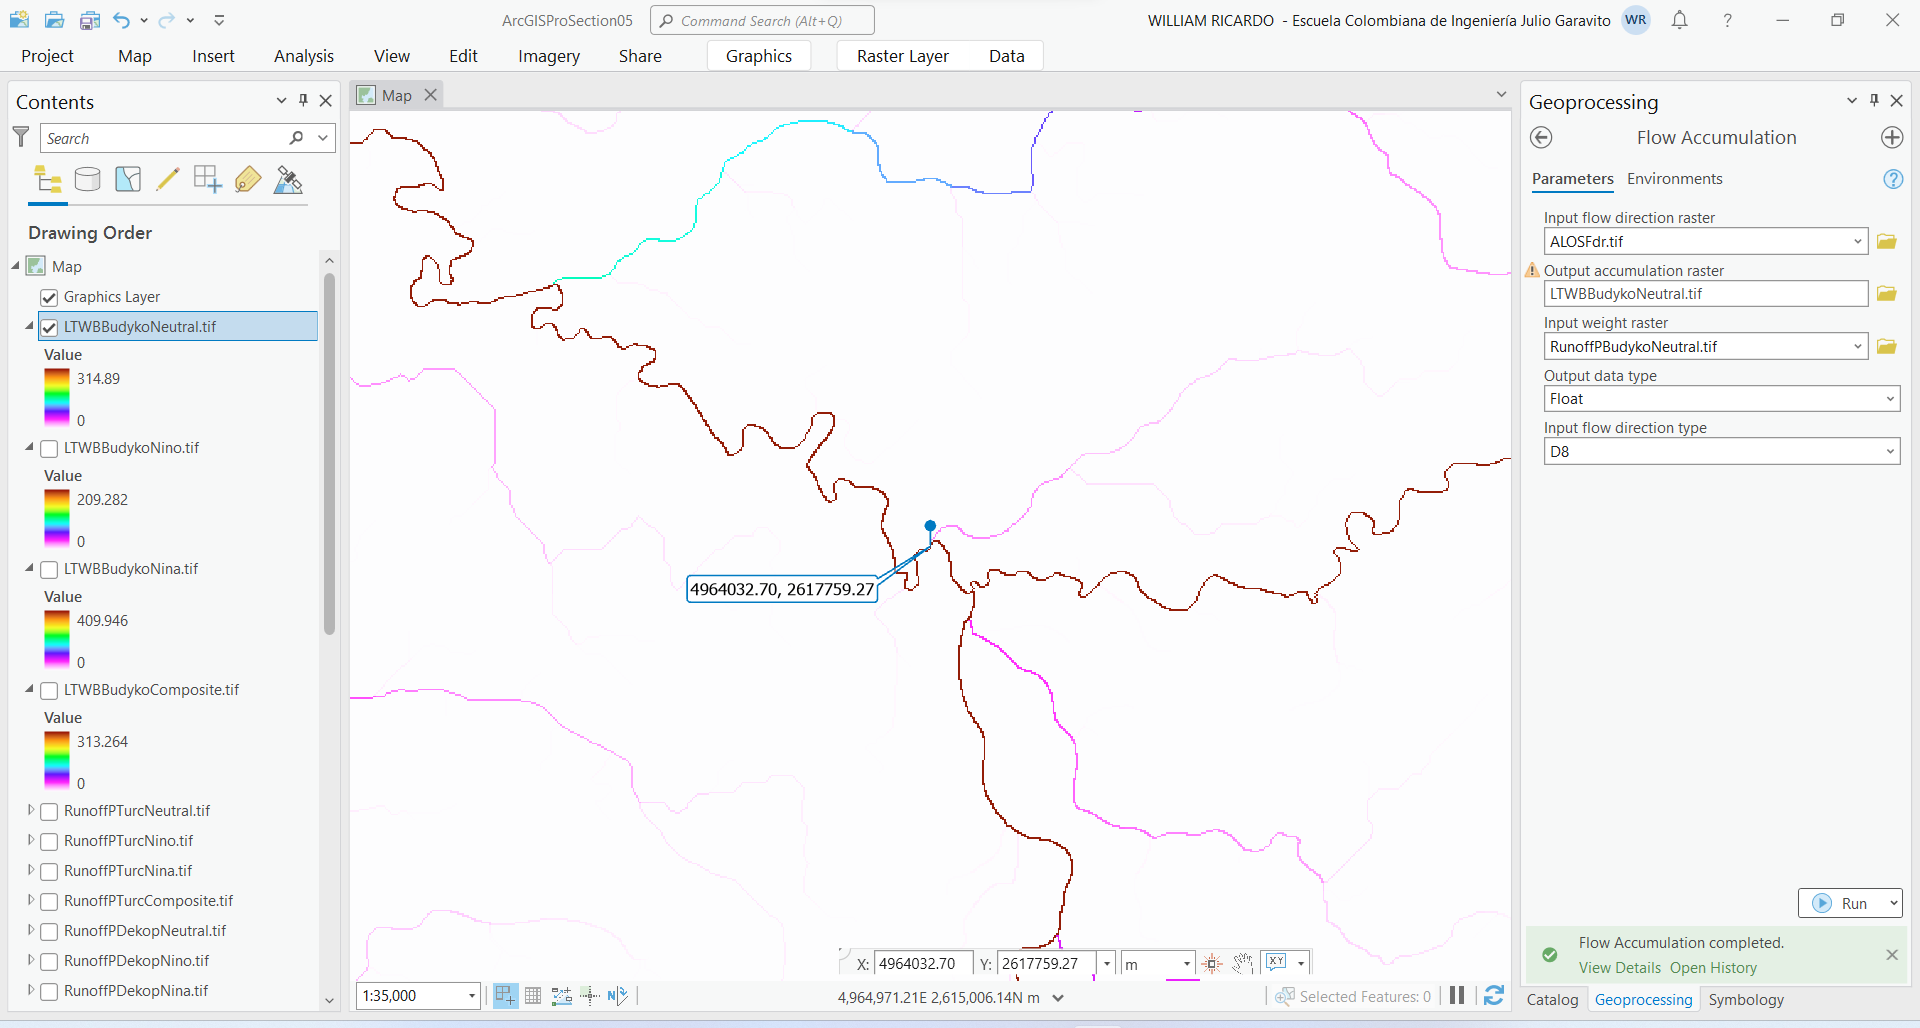 ArcGISProSection05
Command Search (Alt+Q)
WILLIAM RICARDO - Escuela Colombiana de Ingeniería Julio Garavito
WR
?
Project
Map
Insert
Analysis
View
Edit
Imagery
Share
Graphics
Raster Layer
Data
Contents
Search
Drawing Order
Map
Graphics Layer
LTWBBudykoNeutral.tif
Value
314.89
0
LTWBBudykoNino.tif
Value
209.282
0
LTWBBudykoNina.tif
Value
409.946
0
LTWBBudykoComposite.tif
Value
313.264
0
RunoffPTurcNeutral.tif
RunoffPTurcNino.tif
RunoffPTurcNina.tif
RunoffPTurcComposite.tif
RunoffPDekopNeutral.tif
RunoffPDekopNino.tif
RunoffPDekopNina.tif
Map
4964032.70, 2617759.27
X: 4964032.70 Y: 2617759.27 m
XY
1:35,000
N
4,964,971.21E 2,615,006.14N m
Selected Features: 0
Geoprocessing
Flow Accumulation
Parameters
Environments
?
Input flow direction raster
ALOSFdr.tif
Output accumulation raster
LTWBBudykoNeutral.tif
Input weight raster
RunoffPBudykoNeutral.tif
Output data type
Float
Input flow direction type
D8
Run
Flow Accumulation completed.
View Details Open History
Catalog
Geoprocessing
Symbology